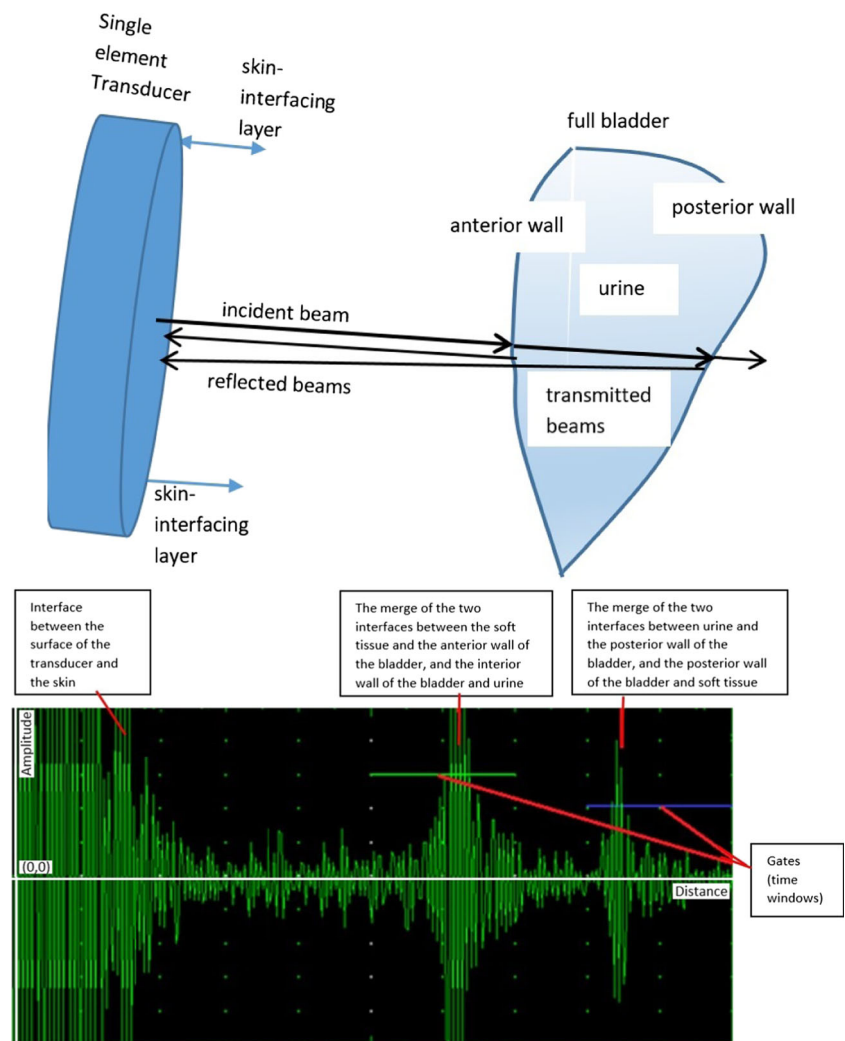 Single
element
Transducer
skin-
interfacing
layer
full bladder
anterior wall
posterior wall
urine
incident beam
reflected beams
transmitted
beams
skin-
interfacing
layer
Interface
between the
surface of the
transducer and
the skin
The merge of the two
interfaces between the soft
tissue and the anterior wall of
the bladder, and the interior
wall of the bladder and urine
The merge of the two
interfaces between urine and
the posterior wall of the
bladder, and the posterior wall
of the bladder and soft tissue
Amplitude
(0,0)
Distance
Gates
(time
windows)